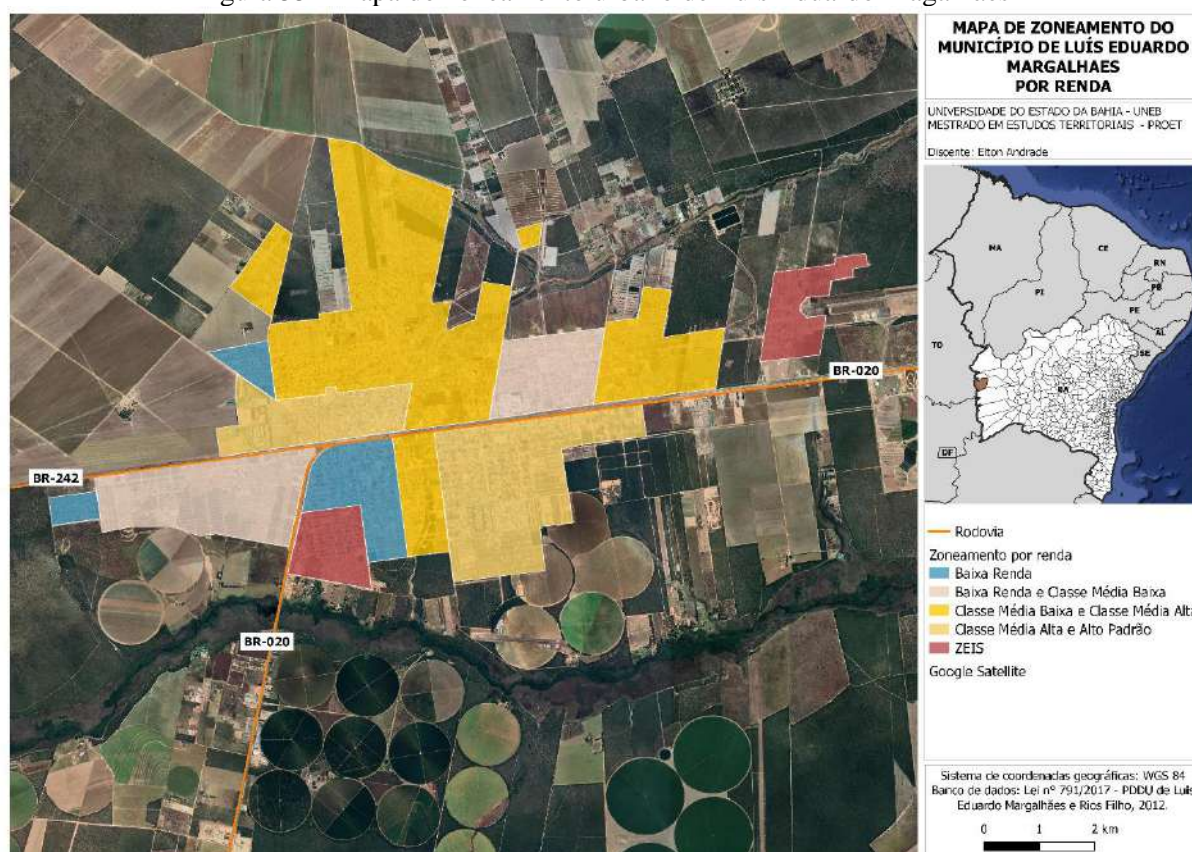 MAPA DE ZONEAMENTO DO
MUNICÍPIO DE LUÍS EDUARDO
MARGALHAES
POR RENDA
UNIVERSIDADE DO ESTADO DA BAHIA - UNEB
MESTRADO EM ESTUDOS TERRITORIAIS - PROET
Discente: Elton Andrade
MA
CE
RN
PB
PI
PE
AL
SE
TO
BA
DF
BR-020
BR-242
BR-020
Rodovia
Zoneamento por renda
Baixa Renda
Baixa Renda e Classe Média Baixa
Classe Média Baixa e Classe Média Alta
Classe Média Alta e Alto Padrão
ZEIS
Google Satellite
Sistema de coordenadas geográficas: WGS 84
Banco de dados: Lei nº 791/2017 - PDDU de Luis
Eduardo Margalhães e Rios Filho, 2012.
0 1 2 km